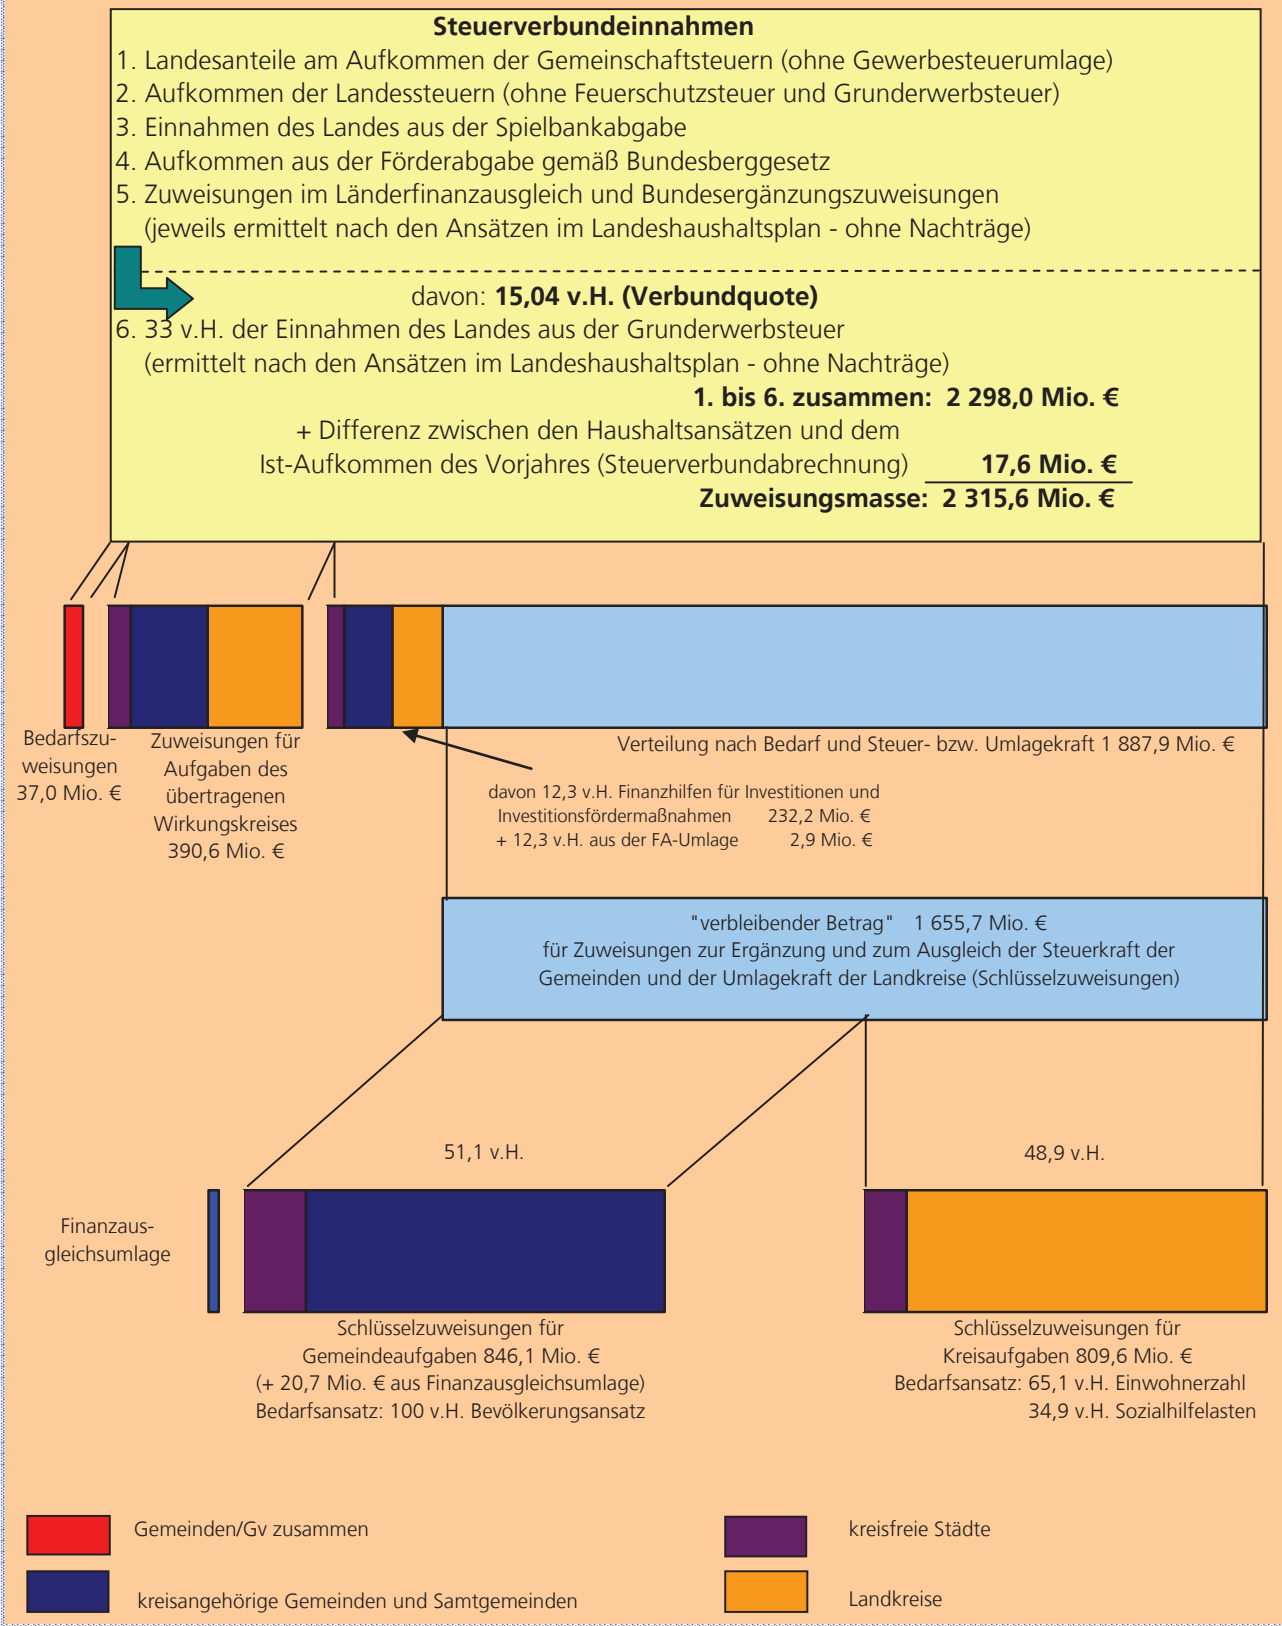 Steuerverbundeinnahmen
1. Landesanteile am Aufkommen der Gemeinschaftsteuern (ohne Gewerbesteuerumlage)
2. Aufkommen der Landessteuern (ohne Feuerschutzsteuer und Grunderwerbsteuer)
3. Einnahmen des Landes aus der Spielbankabgabe
4. Aufkommen aus der Förderabgabe gemäß Bundesberggesetz
5. Zuweisungen im Länderfinanzausgleich und Bundesergänzungszuweisungen
(jeweils ermittelt nach den Ansätzen im Landeshaushaltsplan - ohne Nachträge)
davon: 15,04 v.H. (Verbundquote)
6. 33 v.H. der Einnahmen des Landes aus der Grunderwerbsteuer
(ermittelt nach den Ansätzen im Landeshaushaltsplan - ohne Nachträge)
1. bis 6. zusammen: 2 298,0 Mio. €
+ Differenz zwischen den Haushaltsansätzen und dem
Ist-Aufkommen des Vorjahres (Steuerverbundabrechnung) 17,6 Mio. €
Zuweisungsmasse: 2 315,6 Mio. €
Bedarfszu-
weisungen
37,0 Mio. €
Zuweisungen für
Aufgaben des
übertragenen
Wirkungskreises
390,6 Mio. €
Verteilung nach Bedarf und Steuer- bzw. Umlagekraft 1 887,9 Mio. €
davon 12,3 v.H. Finanzhilfen für Investitionen und
Investitionsfördermaßnahmen 232,2 Mio. €
+ 12,3 v.H. aus der FA-Umlage 2,9 Mio. €
"verbleibender Betrag" 1 655,7 Mio. €
für Zuweisungen zur Ergänzung und zum Ausgleich der Steuerkraft der
Gemeinden und der Umlagekraft der Landkreise (Schlüsselzuweisungen)
51,1 v.H.
48,9 v.H.
Finanzaus-
gleichsumlage
Schlüsselzuweisungen für
Gemeindeaufgaben 846,1 Mio. €
(+ 20,7 Mio. € aus Finanzausgleichsumlage)
Bedarfsansatz: 100 v.H. Bevölkerungsansatz
Schlüsselzuweisungen für
Kreisaufgaben 809,6 Mio. €
Bedarfsansatz: 65,1 v.H. Einwohnerzahl
34,9 v.H. Sozialhilfelasten
Gemeinden/Gv zusammen
kreisfreie Städte
kreisangehörige Gemeinden und Samtgemeinden
Landkreise